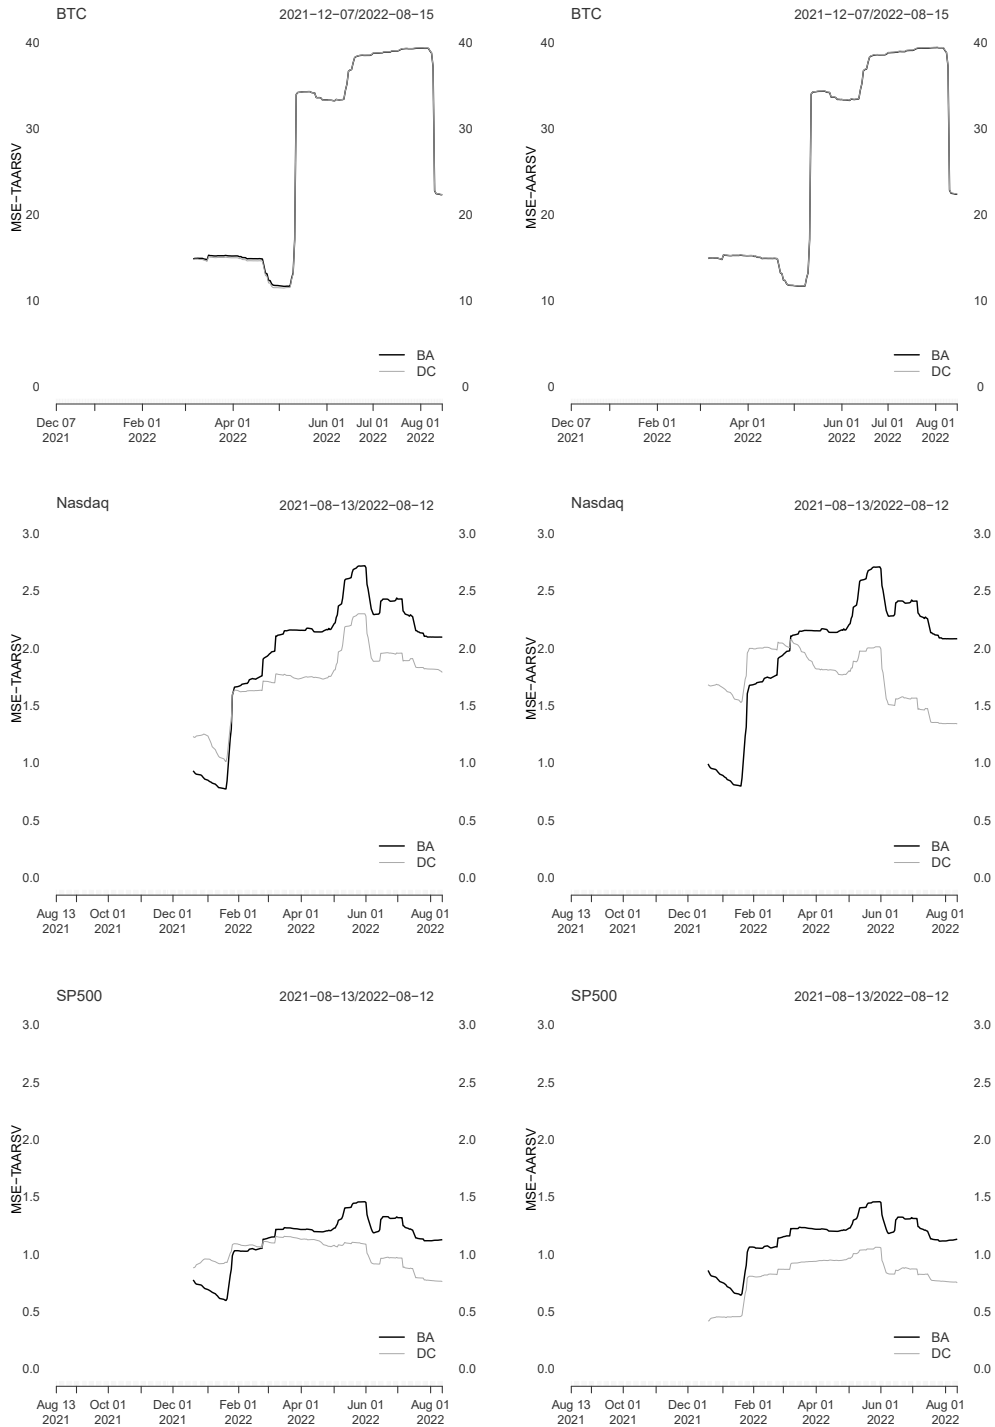 BTC 2021−12−07/2022−08−15
40 40
30 30
20 20
10 10
0 0
MSE−TAARSV
BA
DC
Dec 07 Feb 01 Apr 01 Jun 01 Jul 01 Aug 01
2021 2022 2022 2022 2022 2022
BTC 2021−12−07/2022−08−15
40 40
30 30
20 20
10 10
0 0
MSE−AARSV
BA
DC
Dec 07 Feb 01 Apr 01 Jun 01 Jul 01 Aug 01
2021 2022 2022 2022 2022 2022
Nasdaq 2021−08−13/2022−08−12
3.0 3.0
2.5 2.5
2.0 2.0
1.5 1.5
1.0 1.0
0.5 0.5
0.0 0.0
MSE−TAARSV
BA
DC
Aug 13 Oct 01 Dec 01 Feb 01 Apr 01 Jun 01 Aug 01
2021 2021 2021 2022 2022 2022 2022
Nasdaq 2021−08−13/2022−08−12
3.0 3.0
2.5 2.5
2.0 2.0
1.5 1.5
1.0 1.0
0.5 0.5
0.0 0.0
MSE−AARSV
BA
DC
Aug 13 Oct 01 Dec 01 Feb 01 Apr 01 Jun 01 Aug 01
2021 2021 2021 2022 2022 2022 2022
SP500 2021−08−13/2022−08−12
3.0 3.0
2.5 2.5
2.0 2.0
1.5 1.5
1.0 1.0
0.5 0.5
0.0 0.0
MSE−TAARSV
BA
DC
Aug 13 Oct 01 Dec 01 Feb 01 Apr 01 Jun 01 Aug 01
2021 2021 2021 2022 2022 2022 2022
SP500 2021−08−13/2022−08−12
3.0 3.0
2.5 2.5
2.0 2.0
1.5 1.5
1.0 1.0
0.5 0.5
0.0 0.0
MSE−AARSV
BA
DC
Aug 13 Oct 01 Dec 01 Feb 01 Apr 01 Jun 01 Aug 01
2021 2021 2021 2022 2022 2022 2022